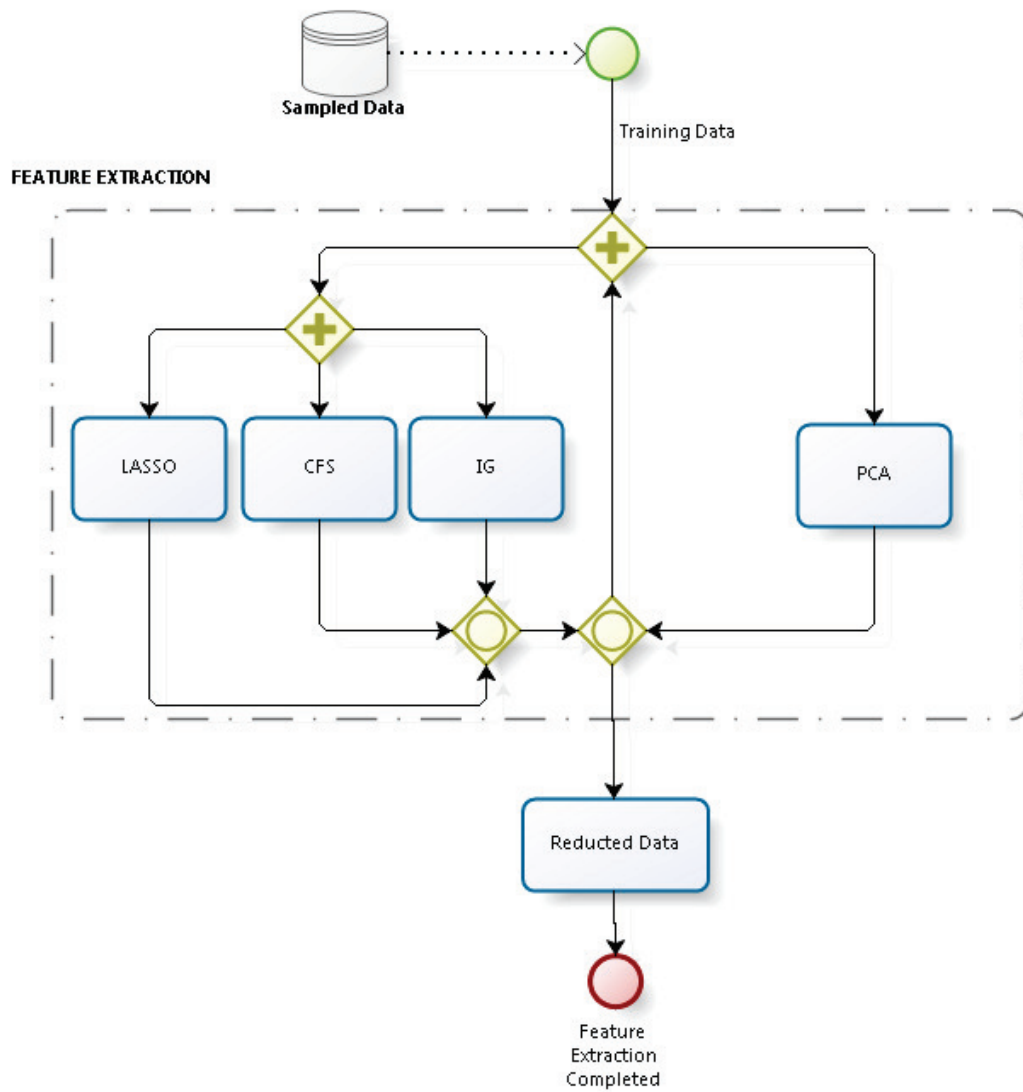 Sampled Data
Training Data
FEATURE EXTRACTION
LASSO
CFS
IG
PCA
Reducted Data
Feature
Extraction
Completed